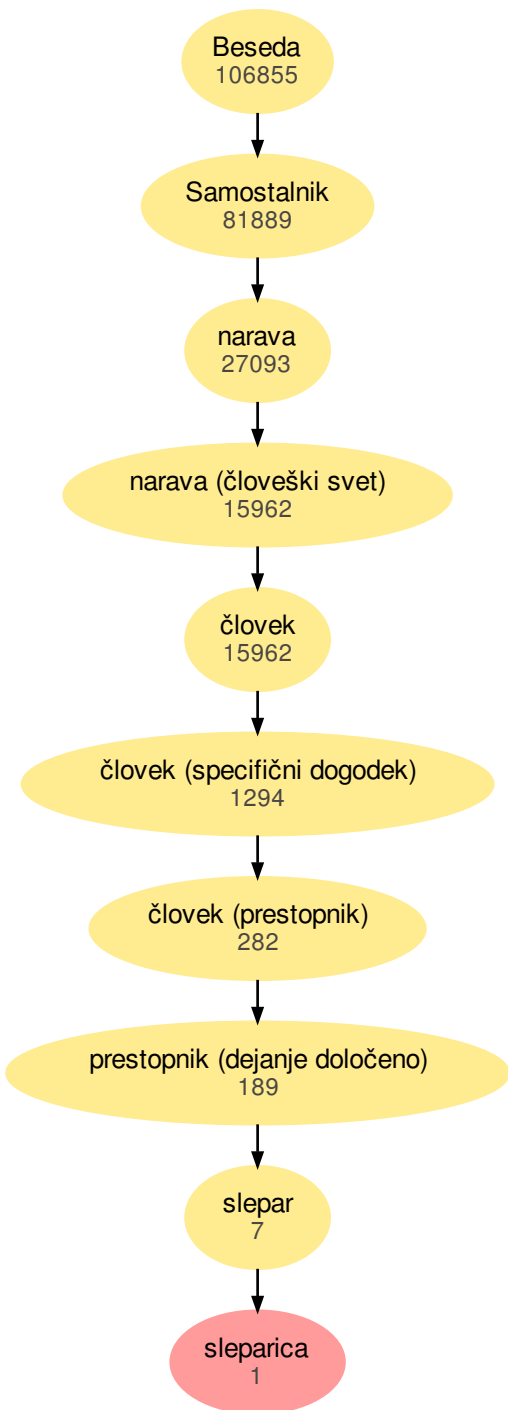 Beseda
106855
Samostalnik
81889
narava
27093
narava (človeški svet)
15962
človek
15962
človek (specifični dogodek)
1294
človek (prestopnik)
282
prestopnik (dejanje določeno)
189
slepar
7
sleparica
1